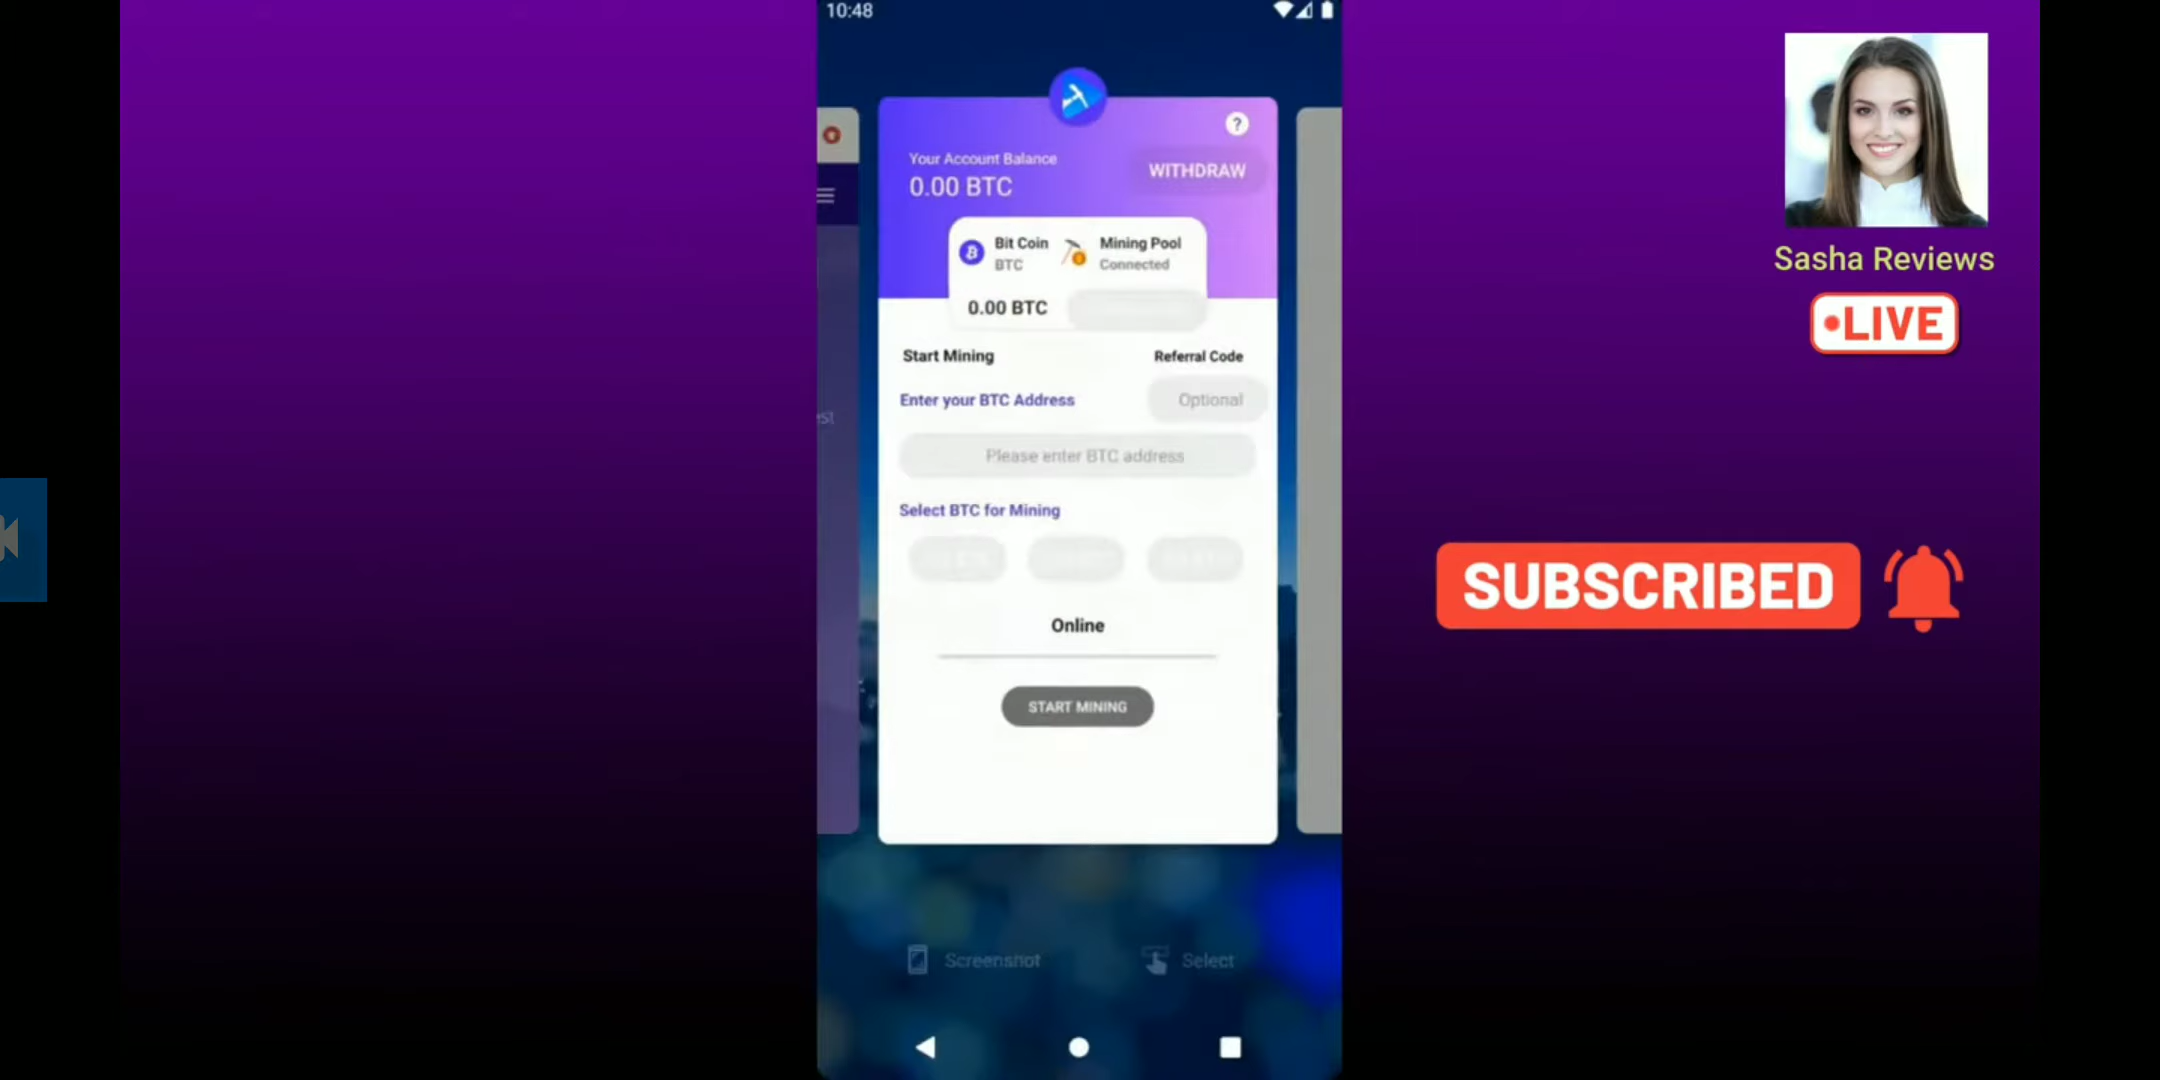 10:48
?
Your Account Balance
0.00 BTC
WITHDRAW
Bit Coin
BTC
Mining Pool
Connected
0.00 BTC
Start Mining
Referral Code
Enter your BTC Address
Optional
Please enter BTC address
Select BTC for Mining
Online
START MINING
Screenshot
Select
Sasha Reviews
LIVE
SUBSCRIBED